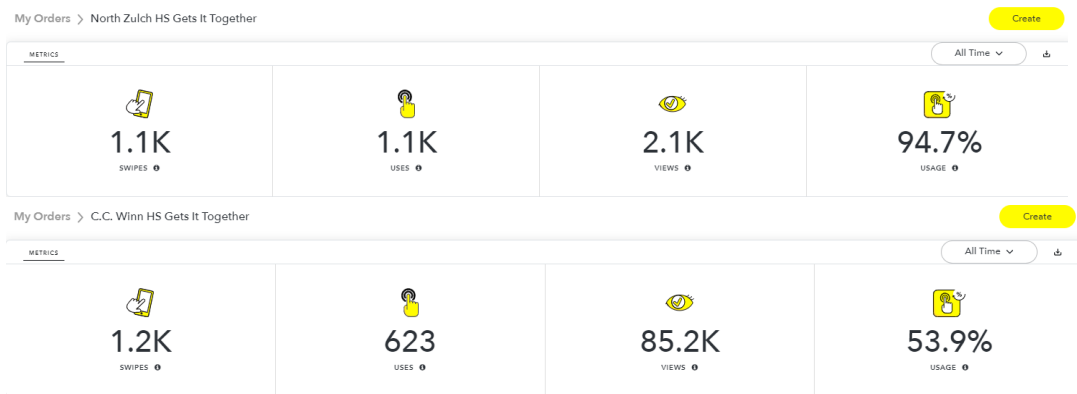 My Orders > North Zulch HS Gets It Together Create
METRICS All Time
1.1K 1.1K 2.1K 94.7%
SWIPES USES VIEWS USAGE
My Orders > C.C. Winn HS Gets It Together Create
METRICS All Time
1.2K 623 85.2K 53.9%
SWIPES USES VIEWS USAGE